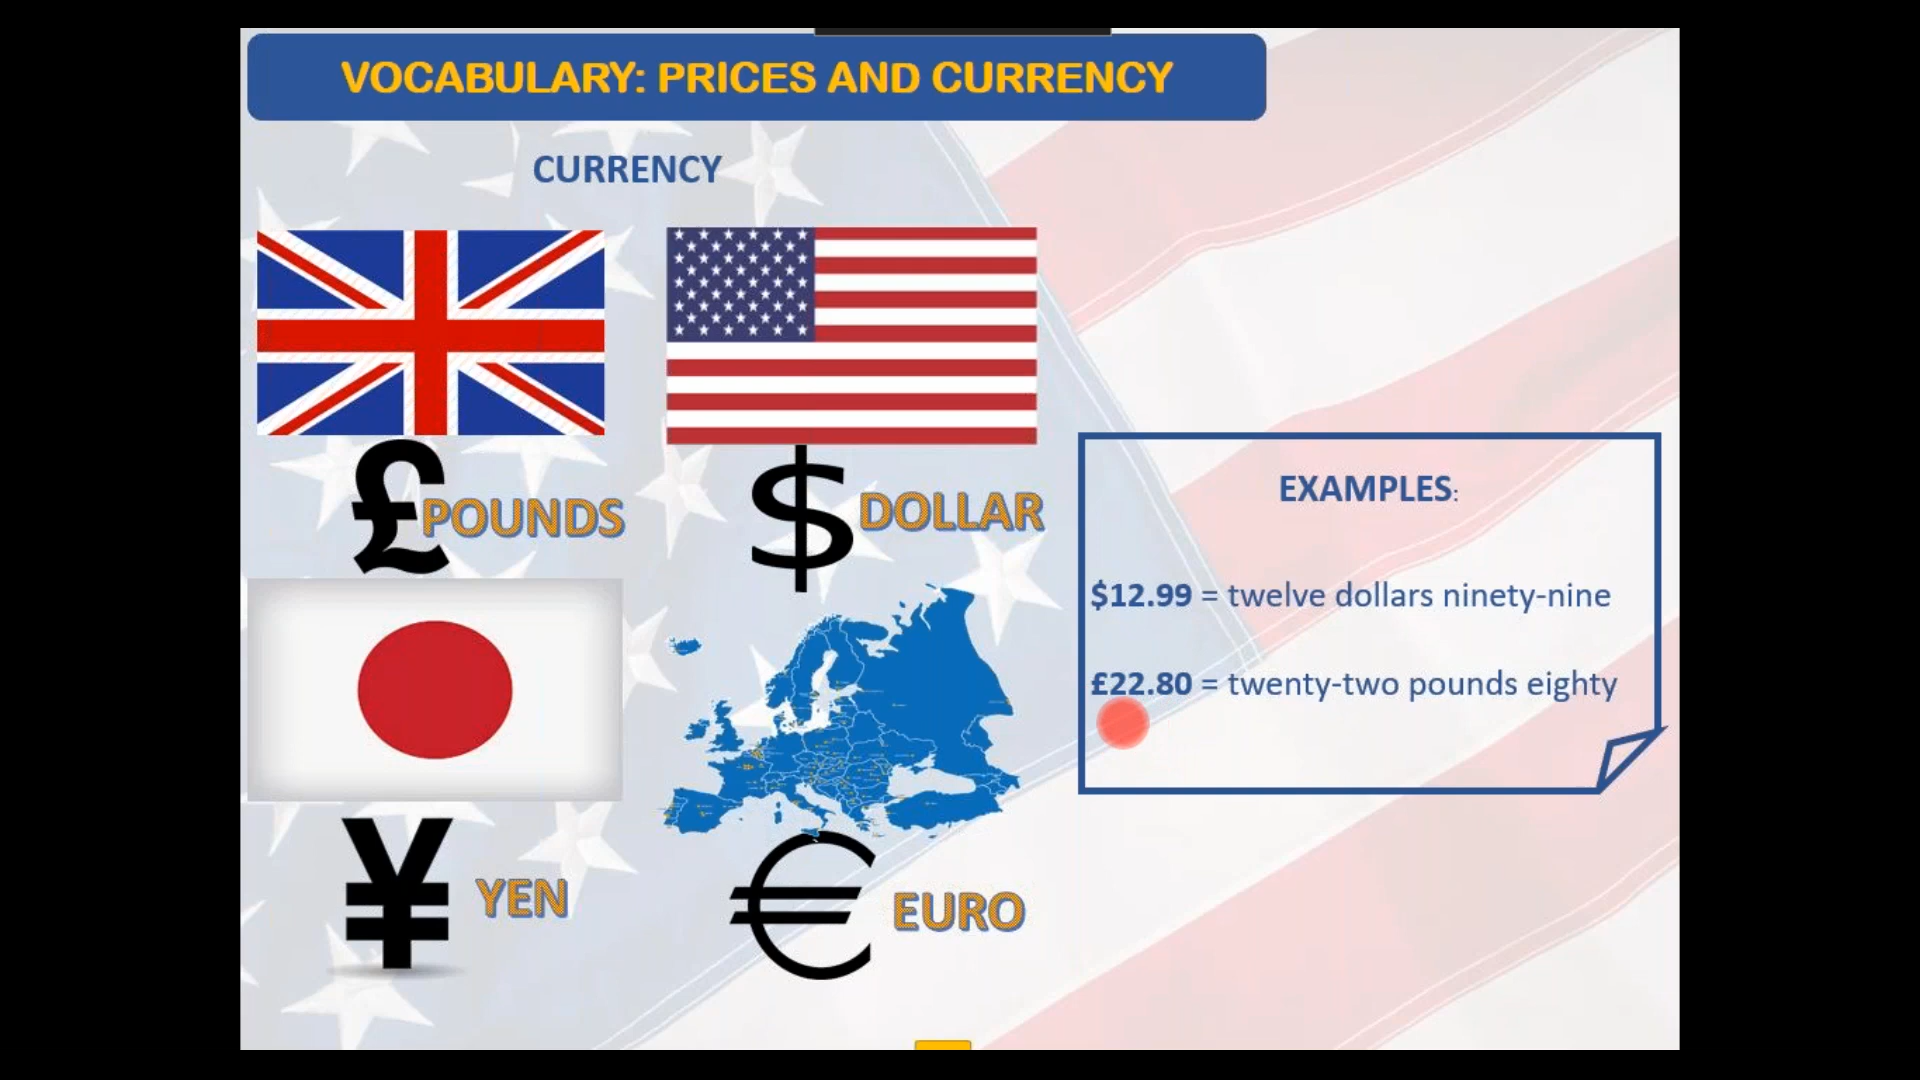 VOCABULARY: PRICES AND CURRENCY
CURRENCY
£ POUNDS
$ DOLLAR
¥ YEN
€ EURO
EXAMPLES:
$12.99 = twelve dollars ninety-nine
£22.80 = twenty-two pounds eighty